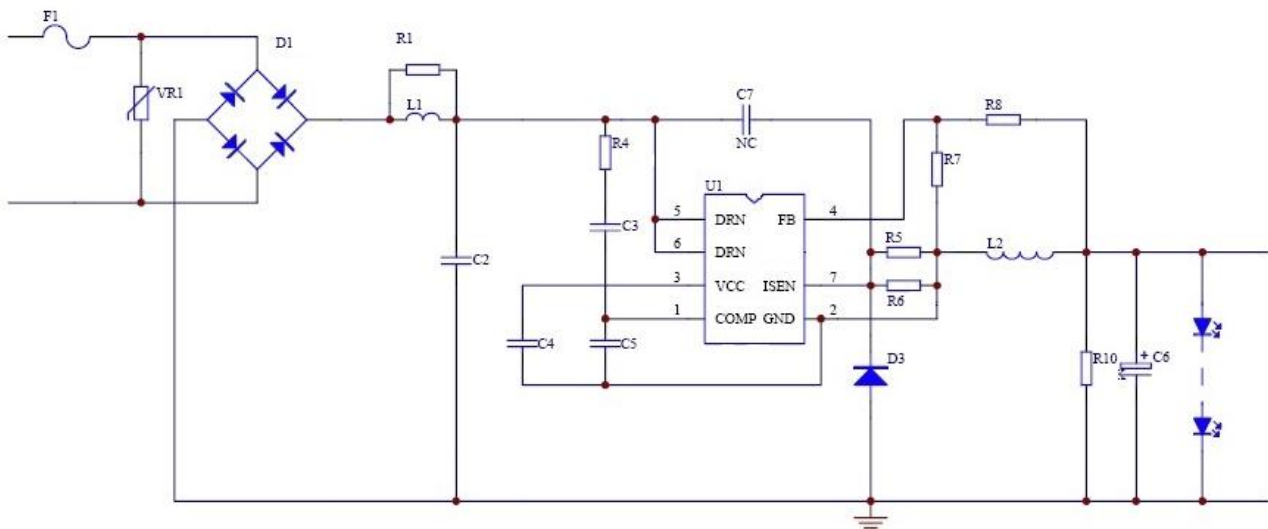 F1
D1
R1
VR1
L1
C7
NC
R8
R4
R7
U1
5 DRN FB 4
C3
6 DRN
R5
L2
C2
3 VCC ISEN 7
R6
1 COMP GND 2
C4
C5
D3
R10
+
C6